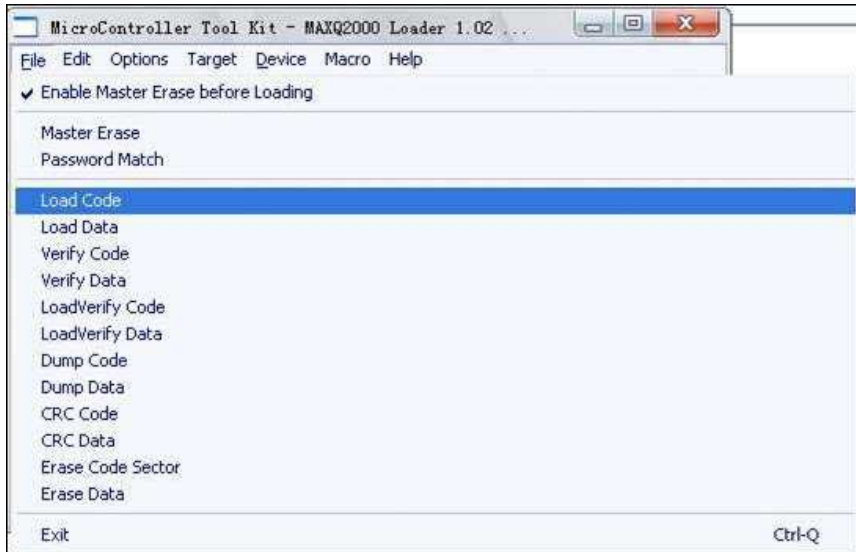 MicroController Tool Kit - MAXQ2000 Loader 1.02 ...
File Edit Options Target Device Macro Help
Enable Master Erase before Loading
Master Erase
Password Match
Load Code
Load Data
Verify Code
Verify Data
LoadVerify Code
LoadVerify Data
Dump Code
Dump Data
CRC Code
CRC Data
Erase Code Sector
Erase Data
Exit Ctrl-Q